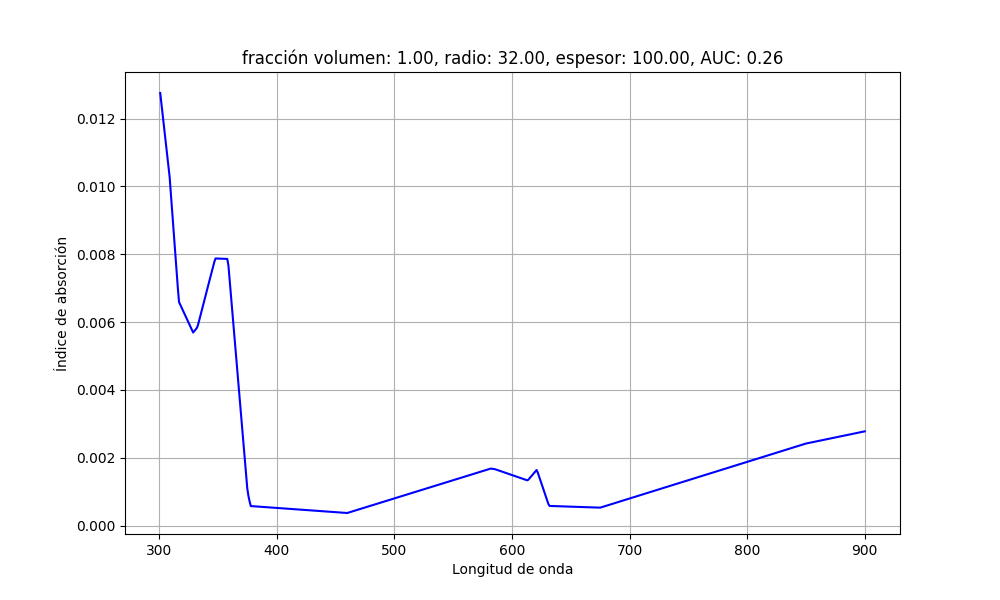 fracción volumen: 1.00, radio: 32.00, espesor: 100.00, AUC: 0.26
Índice de absorción
0.012
0.010
0.008
0.006
0.004
0.002
0.000
300 400 500 600 700 800 900
Longitud de onda